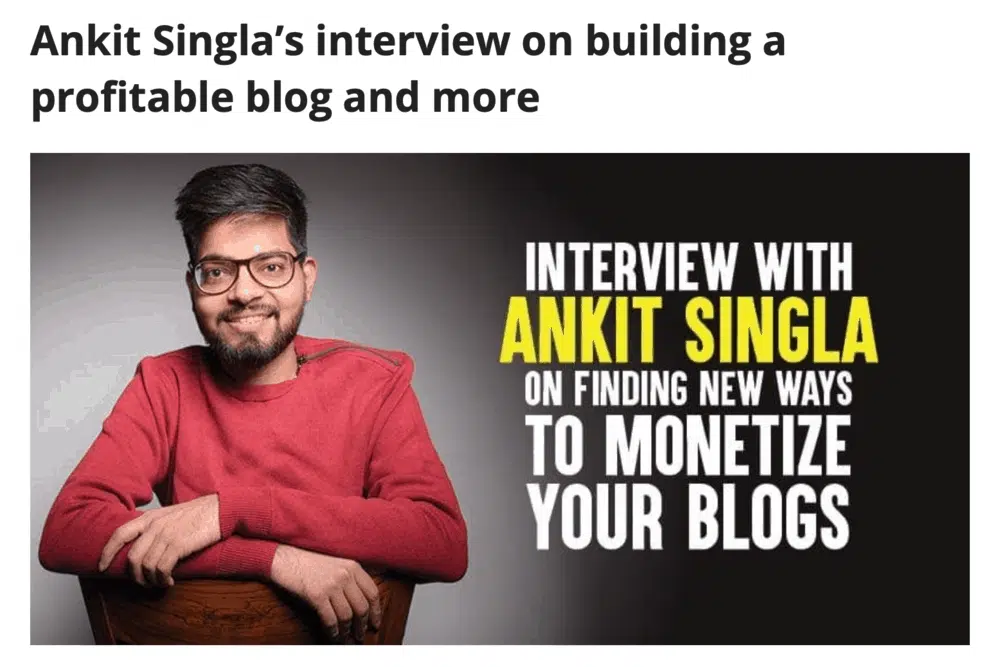 Ankit Singla’s interview on building a
profitable blog and more
INTERVIEW WITH
ANKIT SINGLA
ON FINDING NEW WAYS
TO MONETIZE
YOUR BLOGS